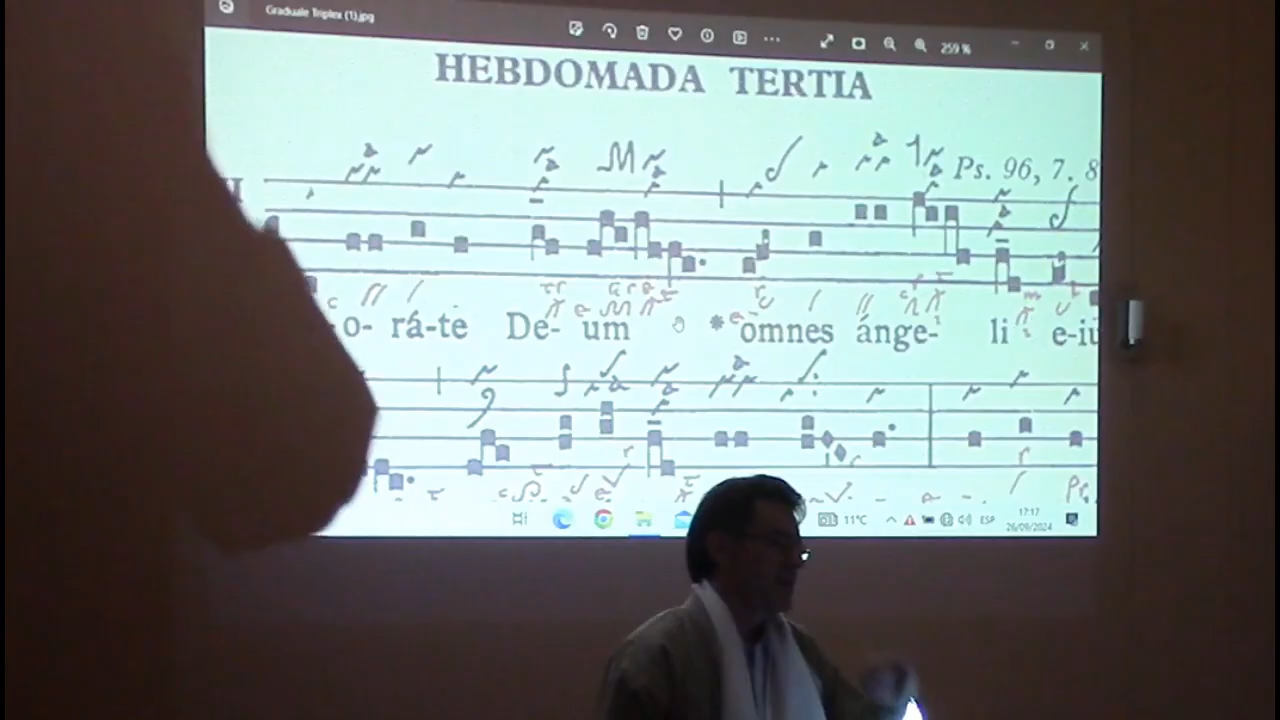 Graduale Triplex (1).jpg
259 %
HEBDOMADA TERTIA
Ps. 96, 7. 8
o- rá-te De- um * omnes ánge- li e-iu
11°C ESP 17:17
26/09/2024